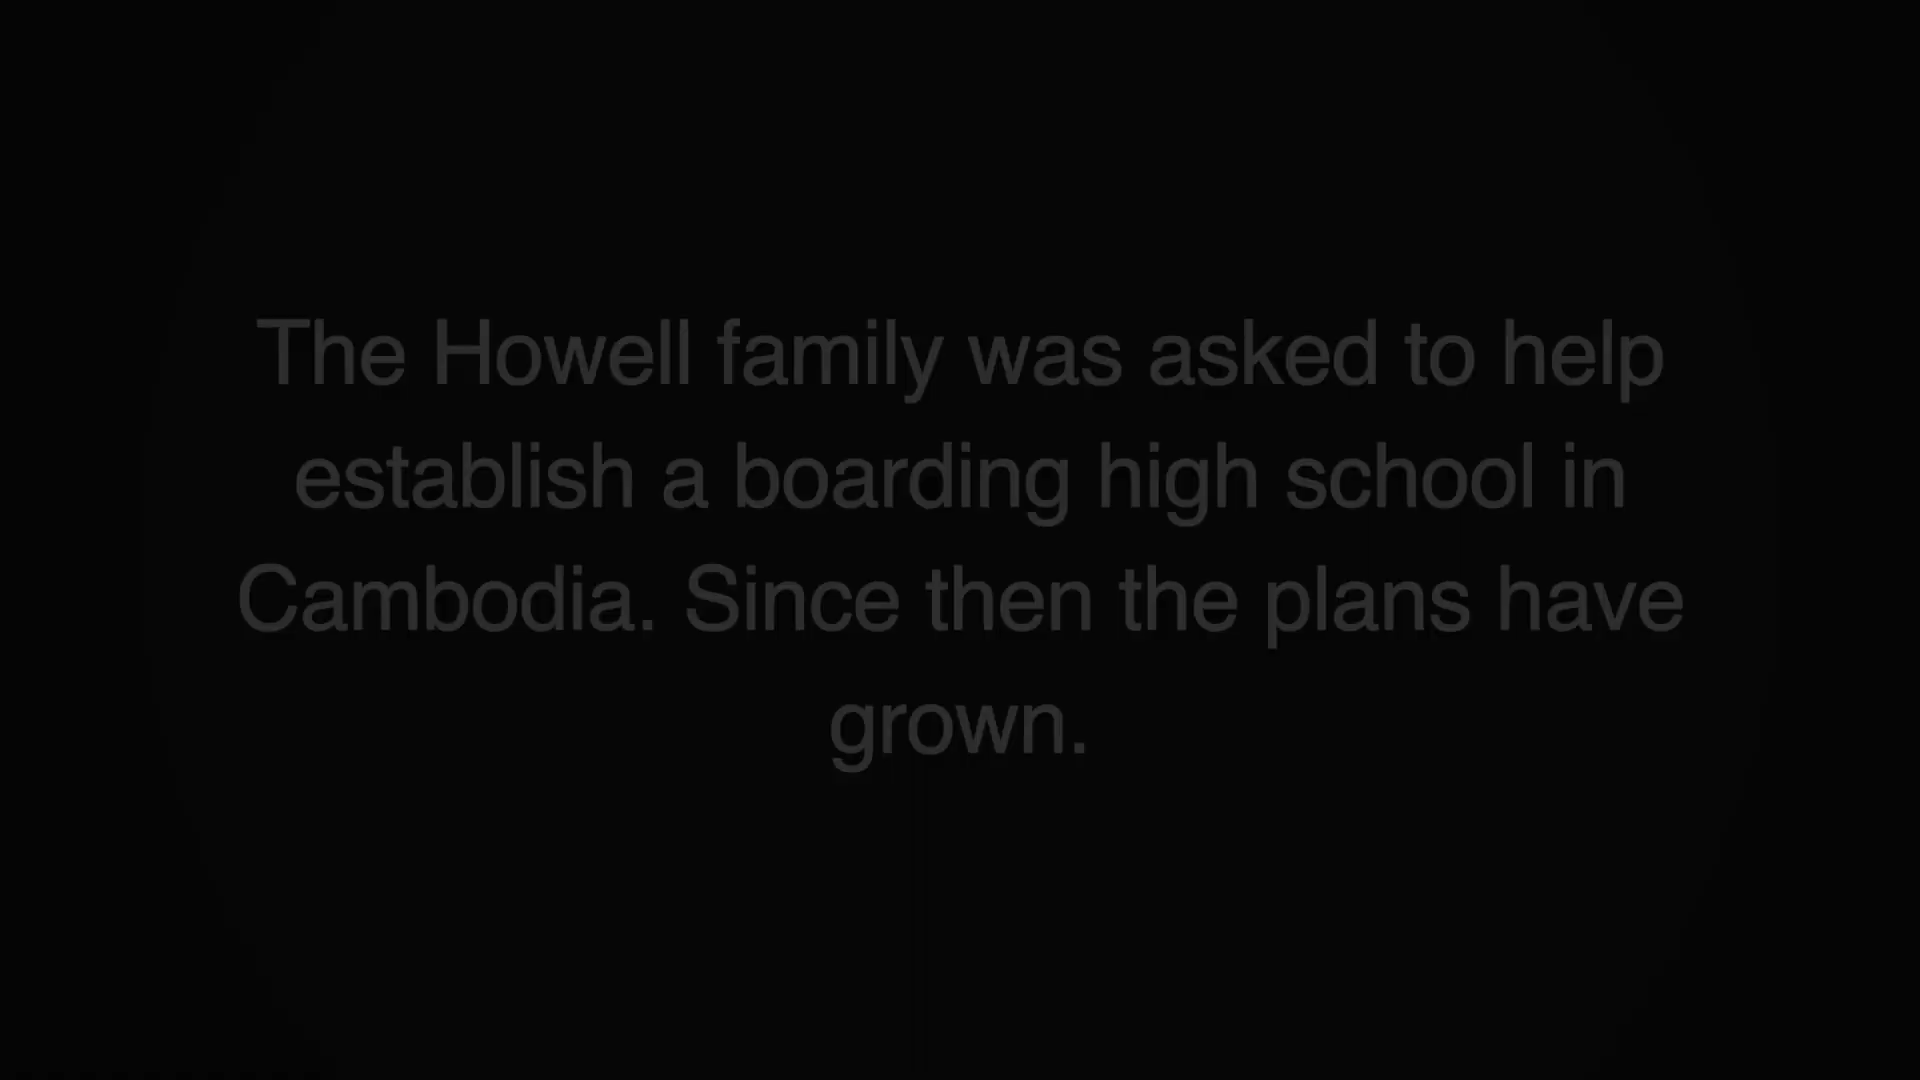 The Howell family was asked to help
establish a boarding high school in
Cambodia. Since then the plans have
grown.